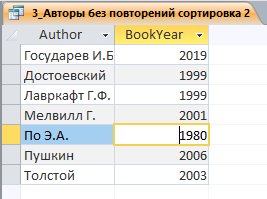 3_Авторы без повторений сортировка 2
Author BookYear
Государев И.Б 2019
Достоевский 1999
Лавркафт Г.Ф. 1999
Мелвилл Г. 2001
По Э.А. 1980
Пушкин 2006
Толстой 2003